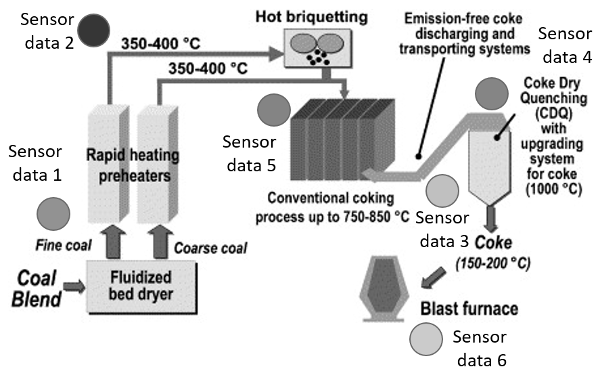 Sensor
data 2
Hot briquetting
350-400 °C
350-400 °C
Emission-free coke
discharging and
transporting systems
Sensor
data 4
Coke Dry
Quenching
(CDQ)
with
upgrading
system
for coke
(1000 °C)
Sensor
data 1
Rapid heating
preheaters
Sensor
data 5
Conventional coking
process up to 750-850 °C
Sensor
data 3
Coke
(150-200 °C)
Fine coal
Coarse coal
Coal
Blend
Fluidized
bed dryer
Blast furnace
Sensor
data 6